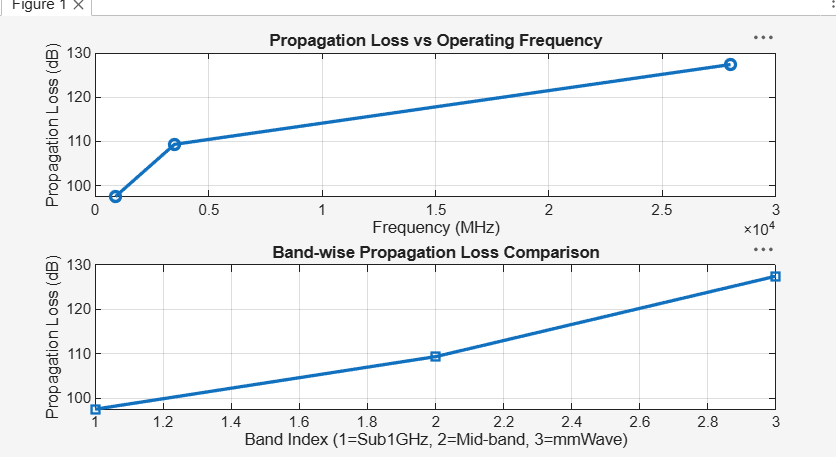 Figure 1 ×
Propagation Loss vs Operating Frequency
Propagation Loss (dB)
130
120
110
100
0 0.5 1 1.5 2 2.5 3
×10⁴
Frequency (MHz)
Band-wise Propagation Loss Comparison
Propagation Loss (dB)
130
120
110
100
1 1.2 1.4 1.6 1.8 2 2.2 2.4 2.6 2.8 3
Band Index (1=Sub1GHz, 2=Mid-band, 3=mmWave)